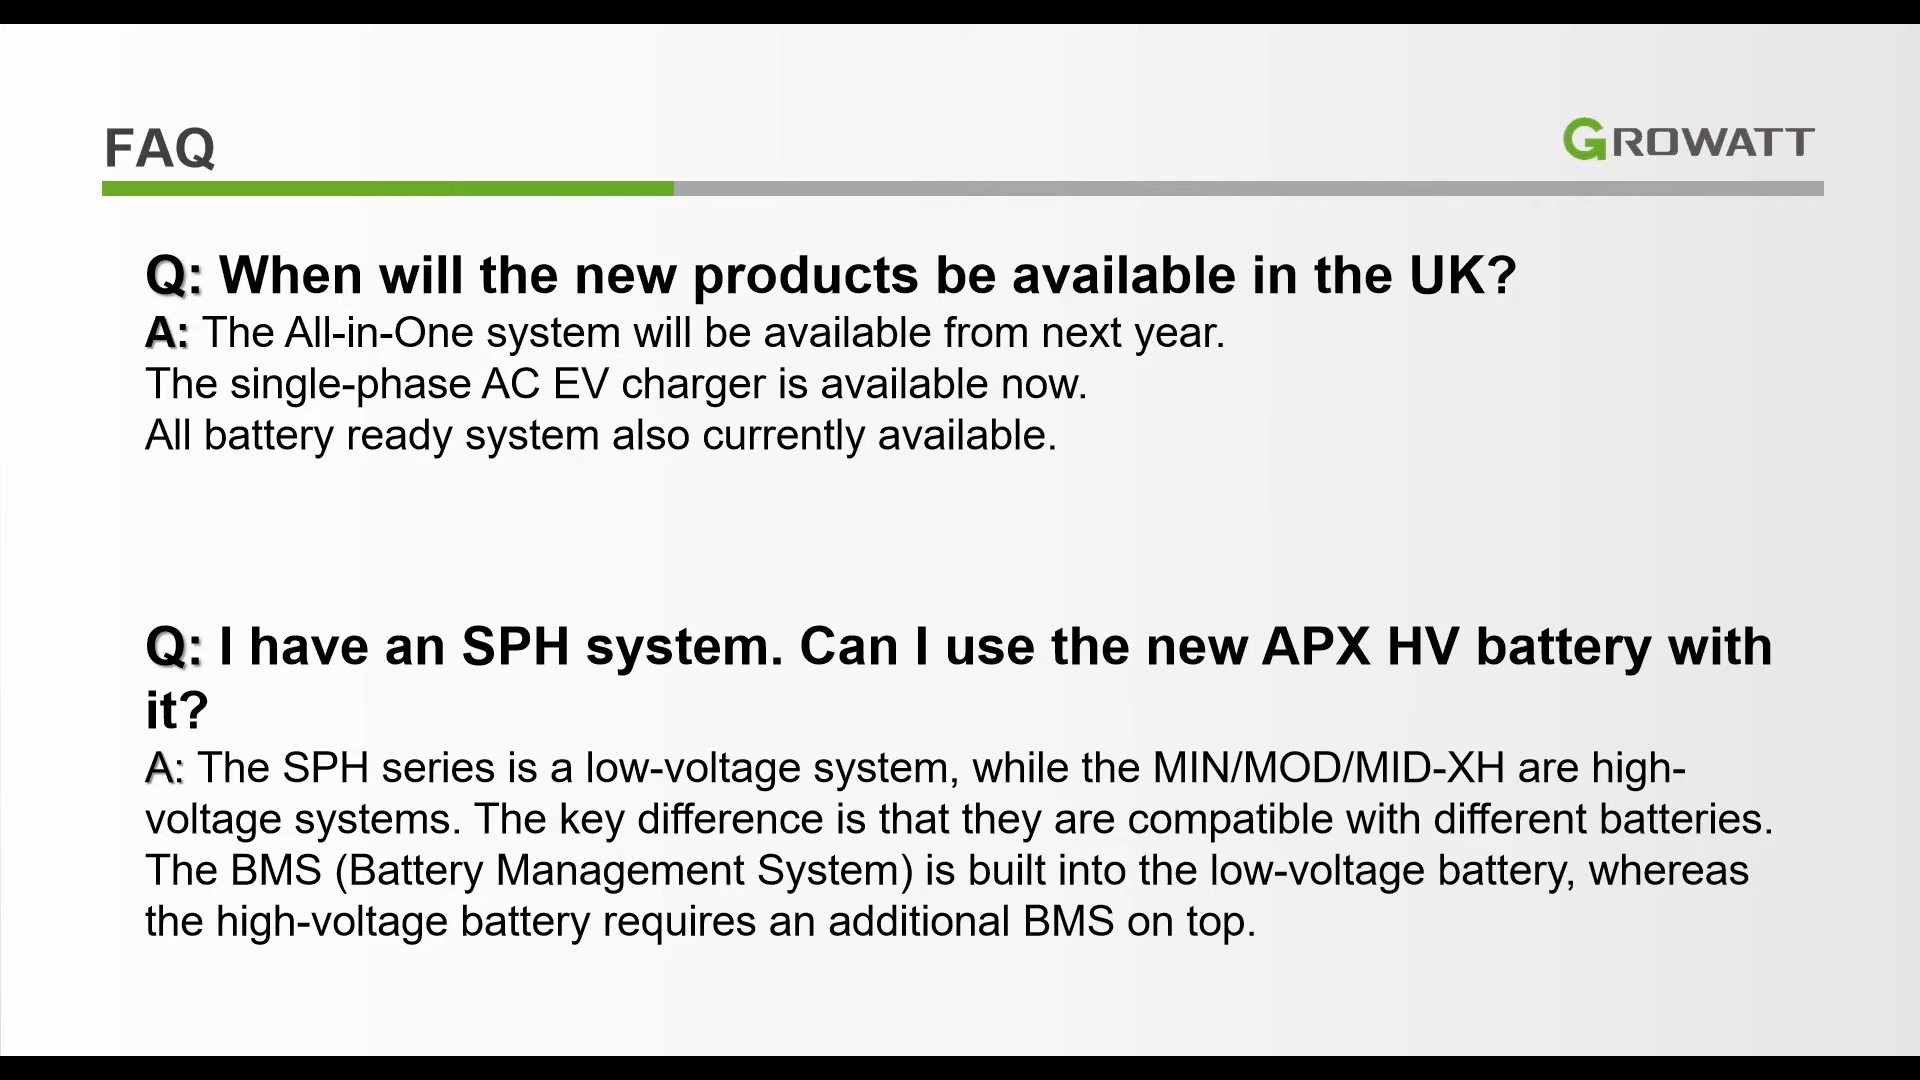 FAQ
GROWATT
Q: When will the new products be available in the UK?
A: The All-in-One system will be available from next year.
The single-phase AC EV charger is available now.
All battery ready system also currently available.
Q: I have an SPH system. Can I use the new APX HV battery with
it?
A: The SPH series is a low-voltage system, while the MIN/MOD/MID-XH are high-
voltage systems. The key difference is that they are compatible with different batteries.
The BMS (Battery Management System) is built into the low-voltage battery, whereas
the high-voltage battery requires an additional BMS on top.